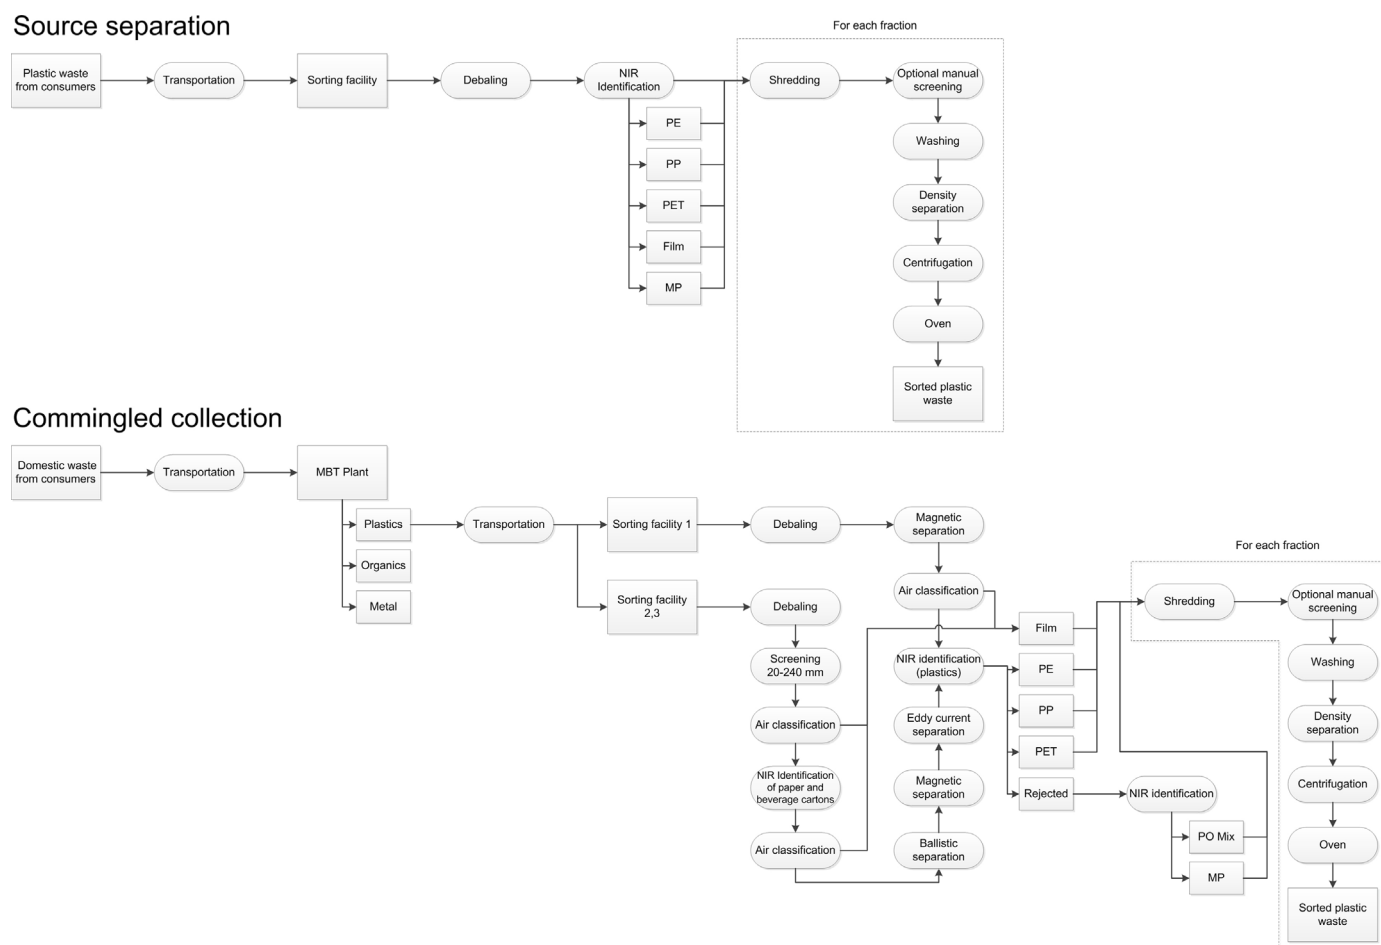 Source separation
For each fraction
Plastic waste
from consumers
Transportation
Sorting facility
Debaling
NIR
Identification
Shredding
Optional manual
screening
PE
PP
PET
Film
MP
Washing
Density
separation
Centrifugation
Oven
Sorted plastic
waste
Commingled collection
Domestic waste
from consumers
Transportation
MBT Plant
Plastics
Organics
Metal
Transportation
Sorting facility 1
Debaling
Magnetic
separation
Air classification
Sorting facility
2,3
Debaling
Screening
20-240 mm
Air classification
NIR Identification
of paper and
beverage cartons
Air classification
Ballistic
separation
Magnetic
separation
Eddy current
separation
NIR identification
(plastics)
Film
PE
PP
PET
Rejected
NIR identification
PO Mix
MP
For each fraction
Shredding
Optional manual
screening
Washing
Density
separation
Centrifugation
Oven
Sorted plastic
waste